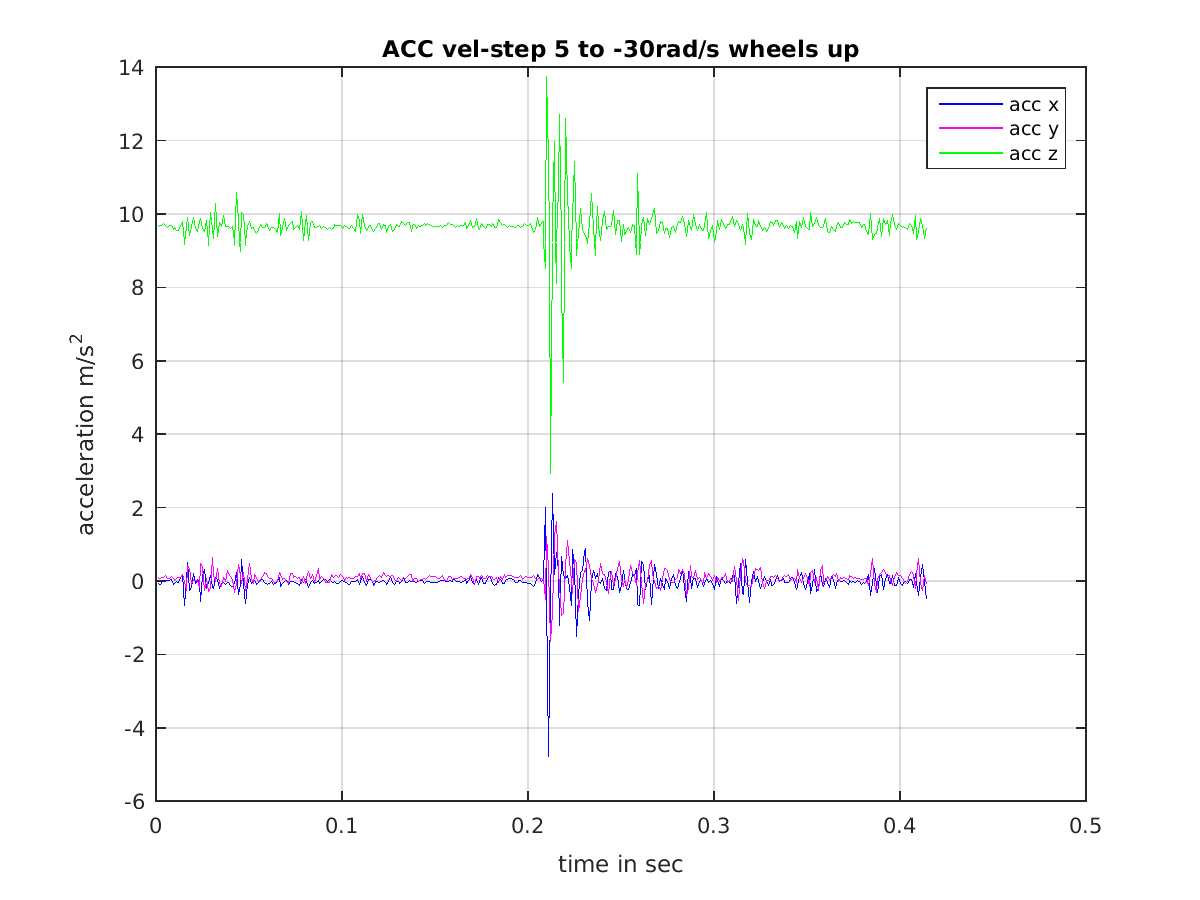 ACC vel-step 5 to -30rad/s wheels up
acc x
acc y
acc z
14
12
10
8
6
4
2
0
-2
-4
-6
acceleration m/s²
0
0.1
0.2
0.3
0.4
0.5
time in sec